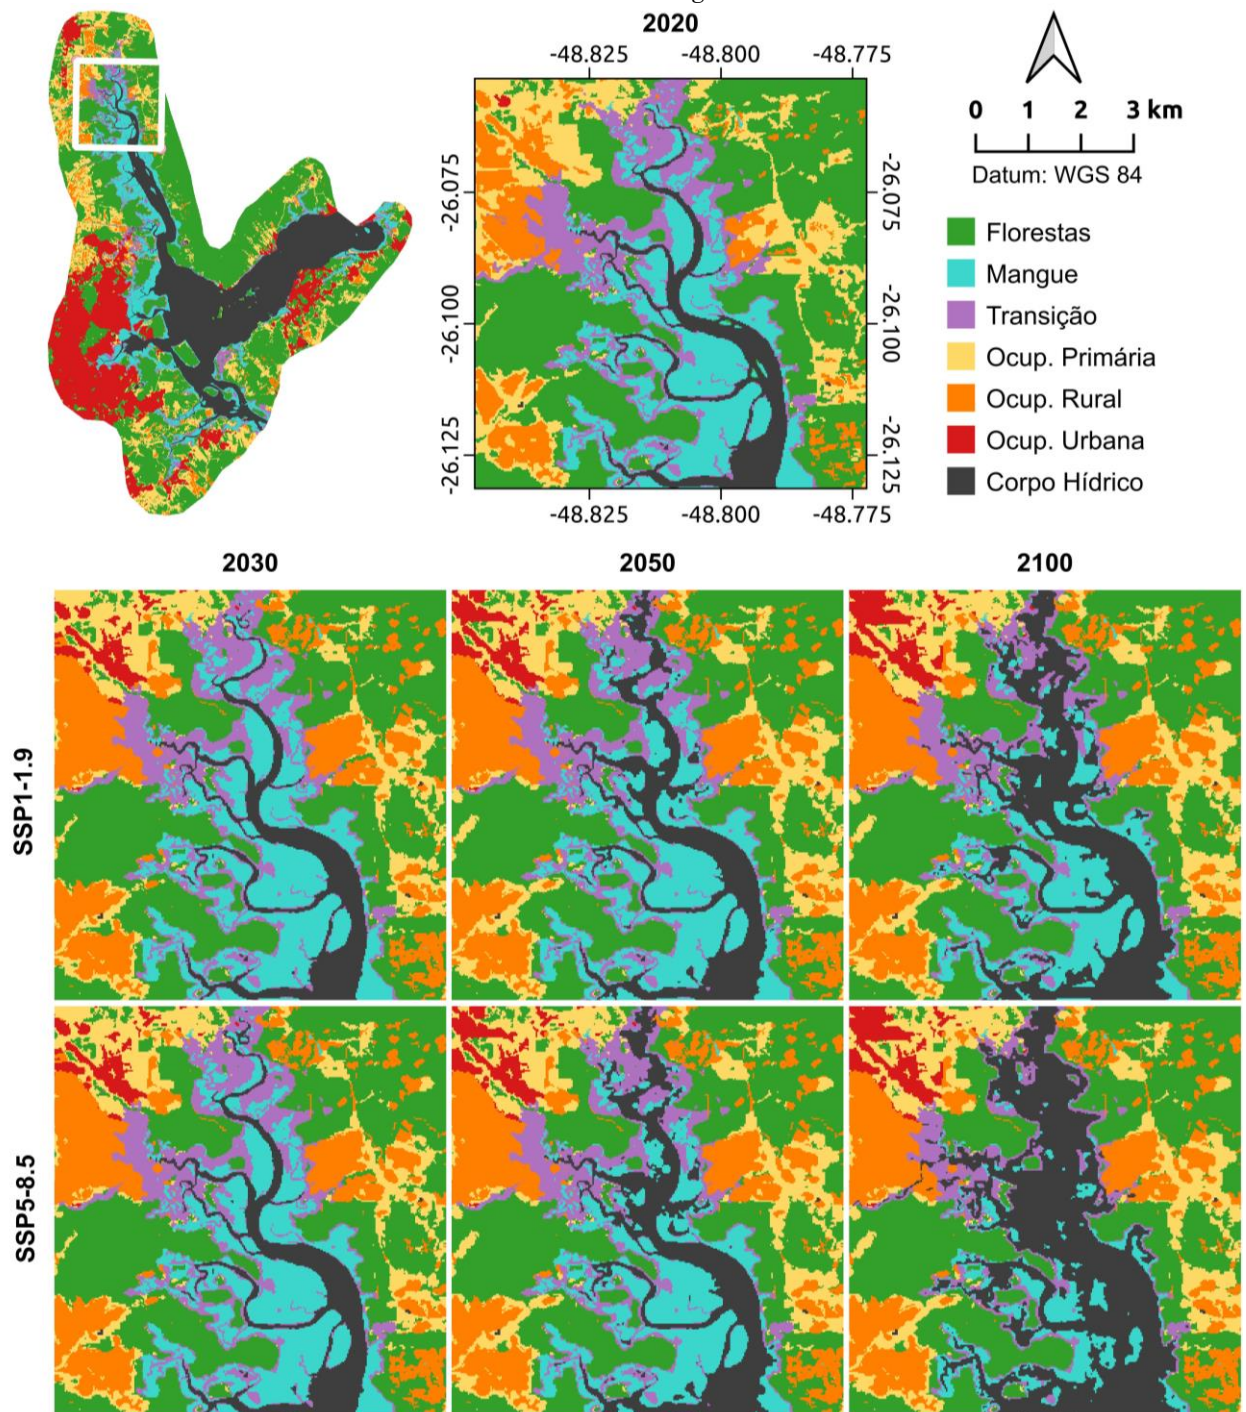 2020
-48.825 -48.800 -48.775
-26.075 -26.075
-26.100 -26.100
-26.125 -26.125
-48.825 -48.800 -48.775
0 1 2 3 km
Datum: WGS 84
Florestas
Mangue
Transição
Ocup. Primária
Ocup. Rural
Ocup. Urbana
Corpo Hídrico
2030 2050 2100
SSP1-1.9
SSP5-8.5